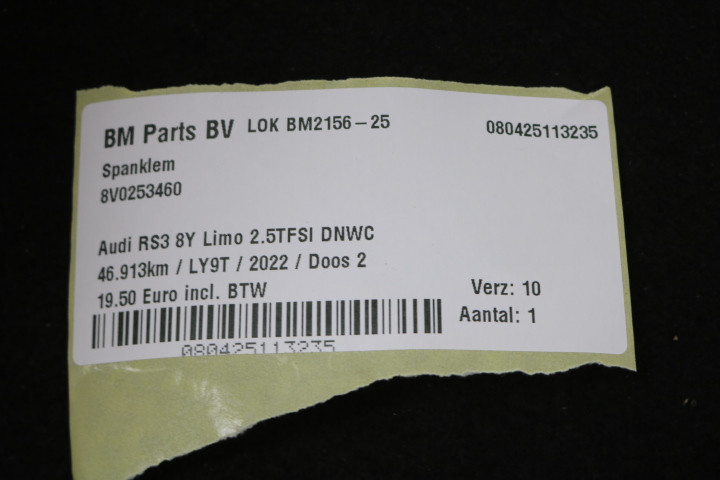 BM Parts BV LOK BM2156-25 080425113235
Spanklem
8V0253460
Audi RS3 8Y Limo 2.5TFSI DNWC
46.913km / LY9T / 2022 / Doos 2
19.50 Euro incl. BTW
Verz: 10
Aantal: 1
080425113235